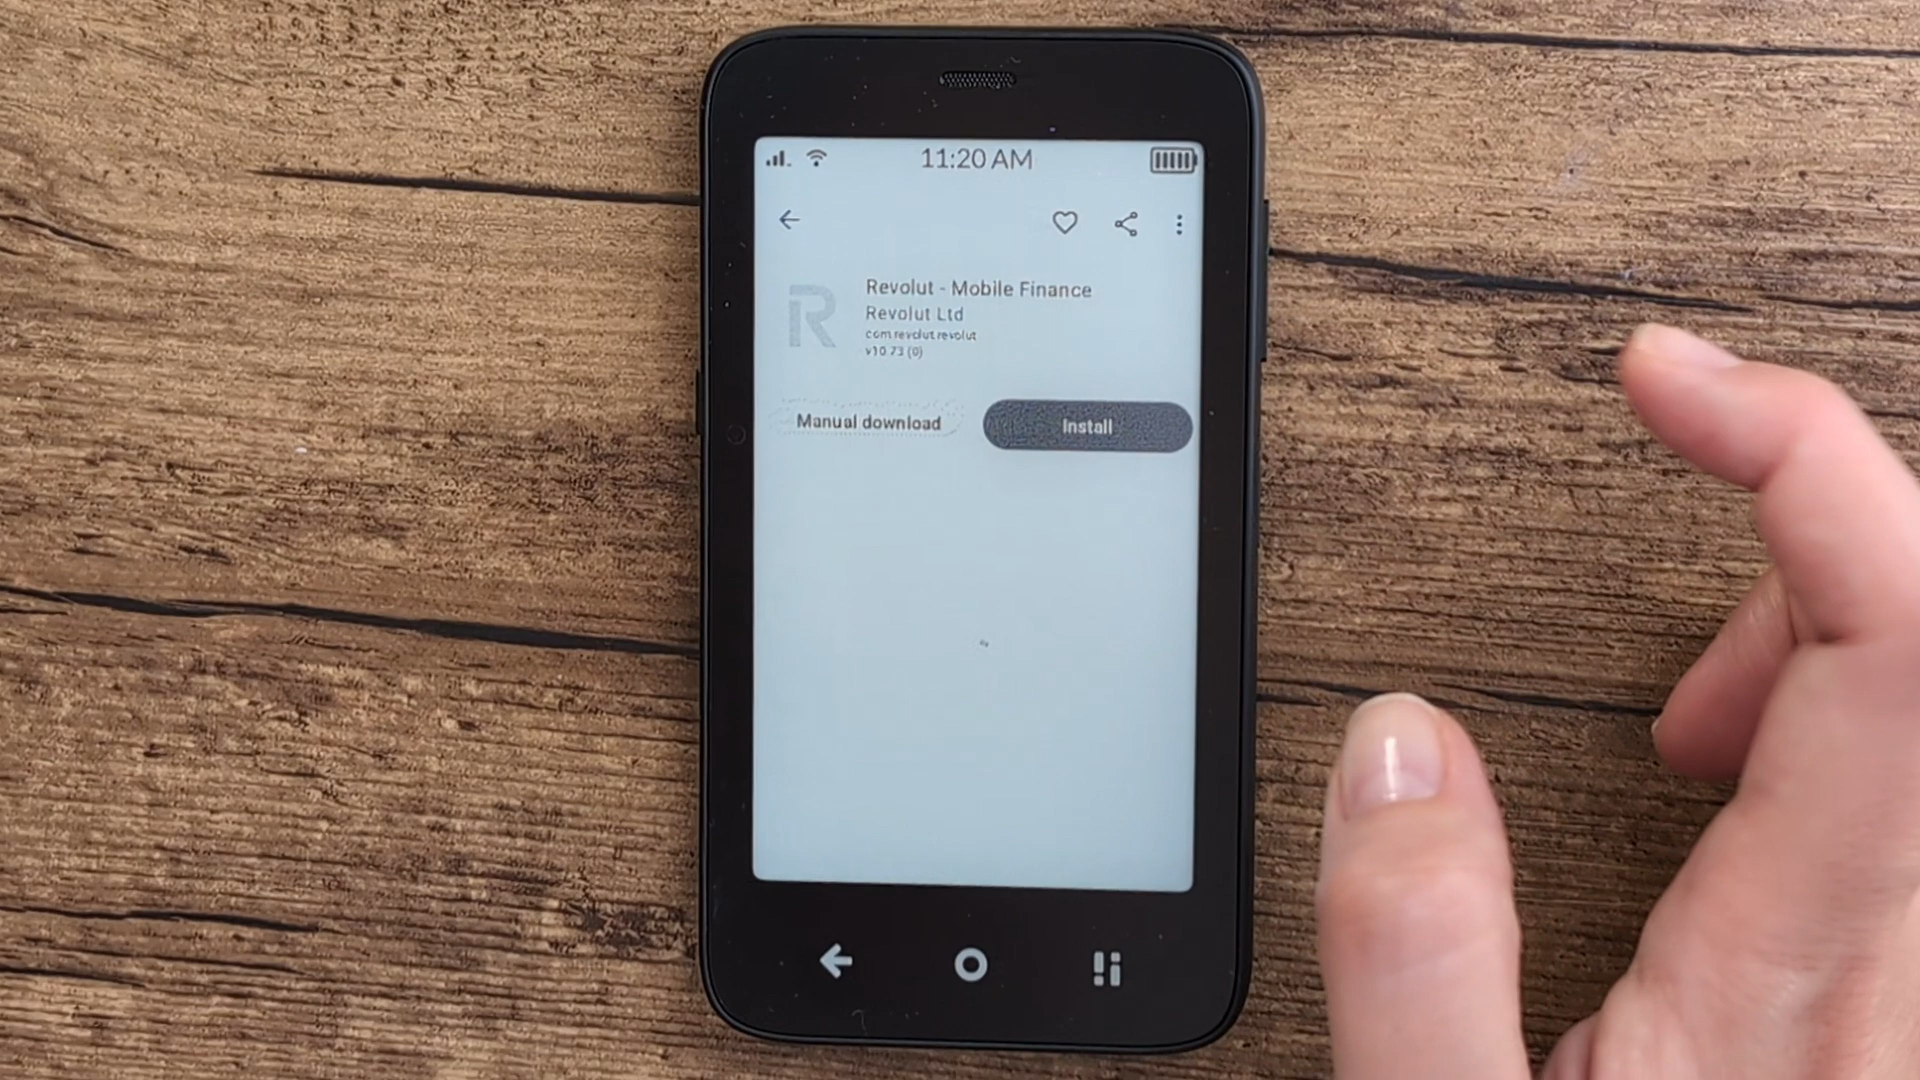 11:20 AM
R
Revolut - Mobile Finance
Revolut Ltd
com.revolut.revolut
v10.73 (0)
Manual download
Install